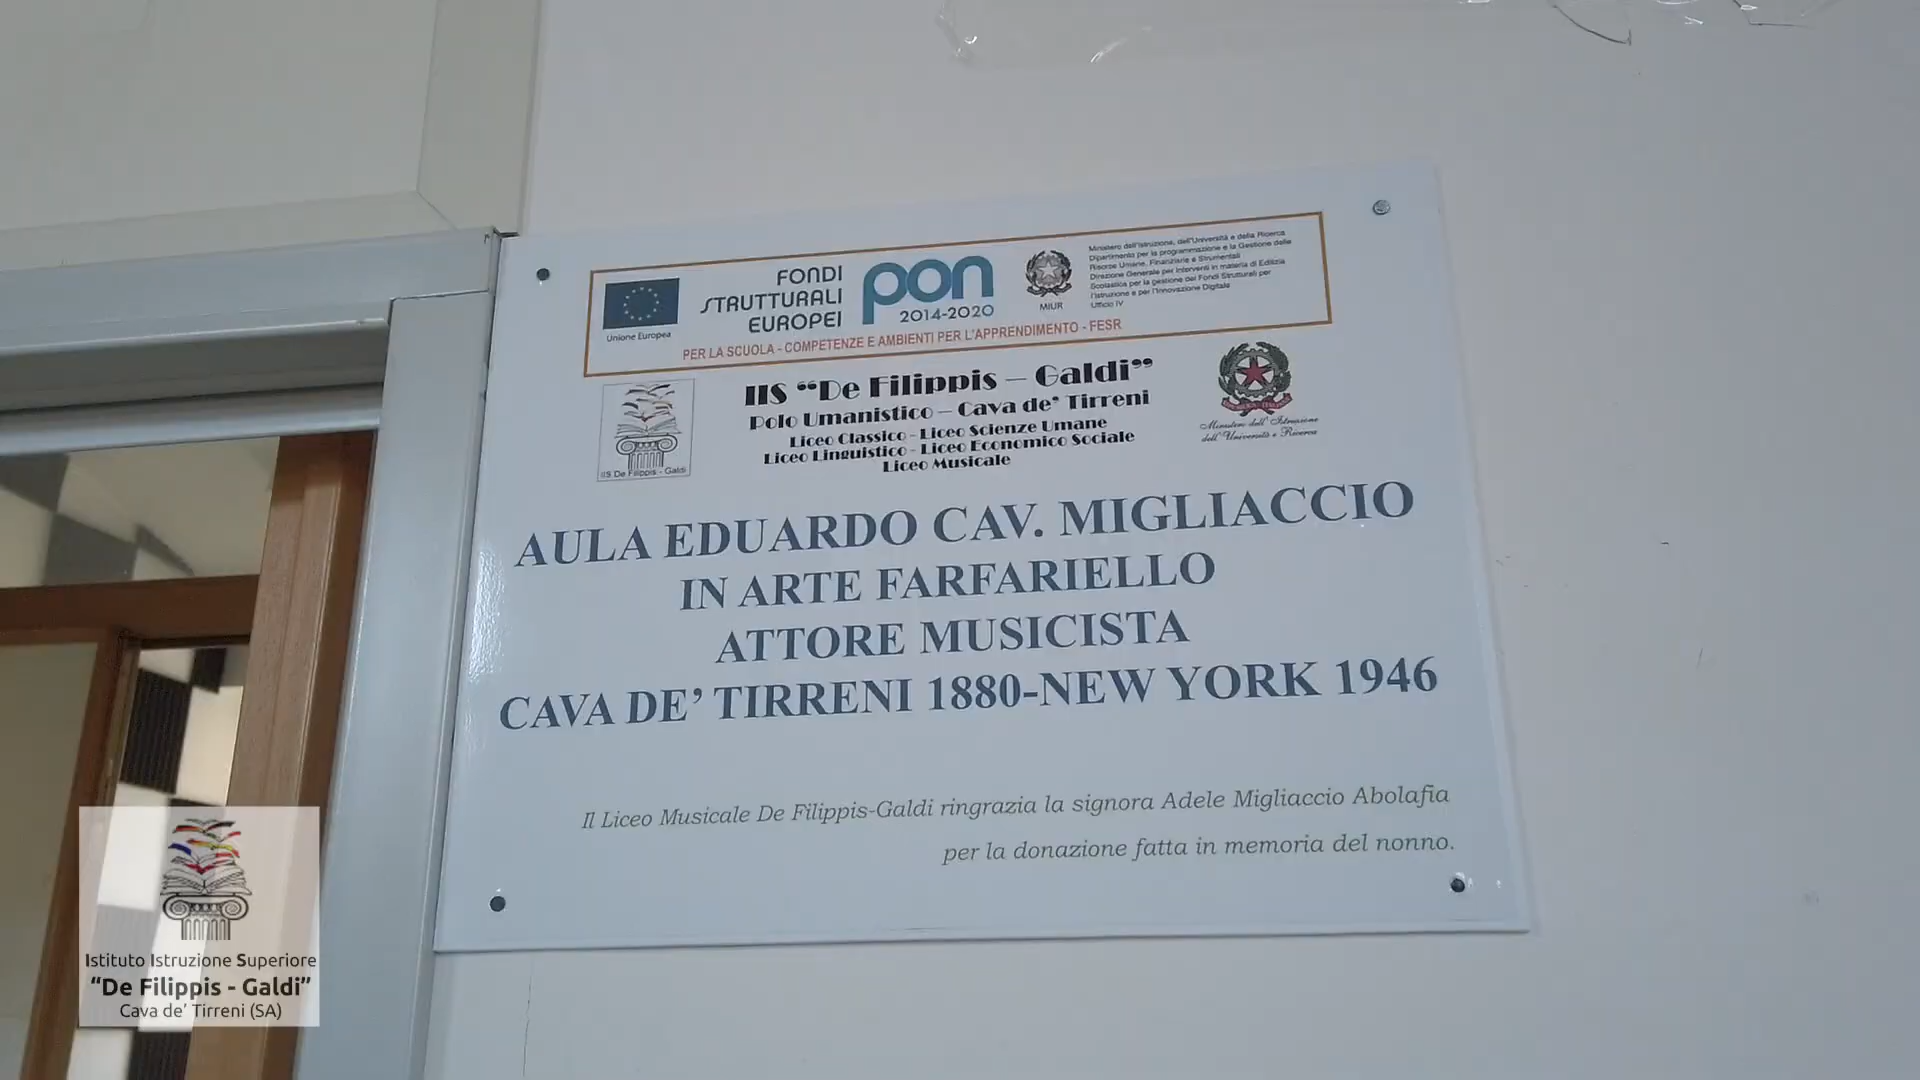 Unione Europea
FONDI
STRUTTURALI
EUROPEI
pon
2014-2020
MIUR
Ministero dell'Istruzione, dell'Università e della Ricerca
Dipartimento per la programmazione e la Gestione delle
Risorse Umane, Finanziarie e Strumentali
Direzione Generale per interventi in materia di Edilizia
Scolastica per la gestione dei Fondi Strutturali per
l'Istruzione e per l'Innovazione Digitale
Ufficio IV
PER LA SCUOLA - COMPETENZE E AMBIENTI PER L'APPRENDIMENTO - FESR
IIS De Filippis - Galdi
IIS “De Filippis – Galdi”
Polo Umanistico – Cava de’ Tirreni
Liceo Classico - Liceo Scienze Umane
Liceo Linguistico - Liceo Economico Sociale
Liceo Musicale
Ministero dell'Istruzione
dell'Università e Ricerca
AULA EDUARDO CAV. MIGLIACCIO
IN ARTE FARFARIELLO
ATTORE MUSICISTA
CAVA DE’ TIRRENI 1880-NEW YORK 1946
Il Liceo Musicale De Filippis-Galdi ringrazia la signora Adele Migliaccio Abolafia
per la donazione fatta in memoria del nonno.
Istituto Istruzione Superiore
“De Filippis - Galdi”
Cava de’ Tirreni (SA)